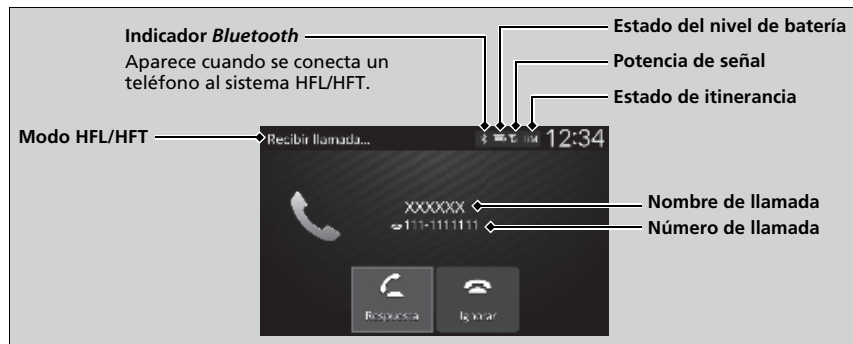 Indicador Bluetooth
Aparece cuando se conecta un
teléfono al sistema HFL/HFT.
Estado del nivel de batería
Potencia de señal
Estado de itinerancia
Modo HFL/HFT
Recibir llamada...
12:34
XXXXXX
111-1111111
Nombre de llamada
Número de llamada
Respuesta
Ignorar